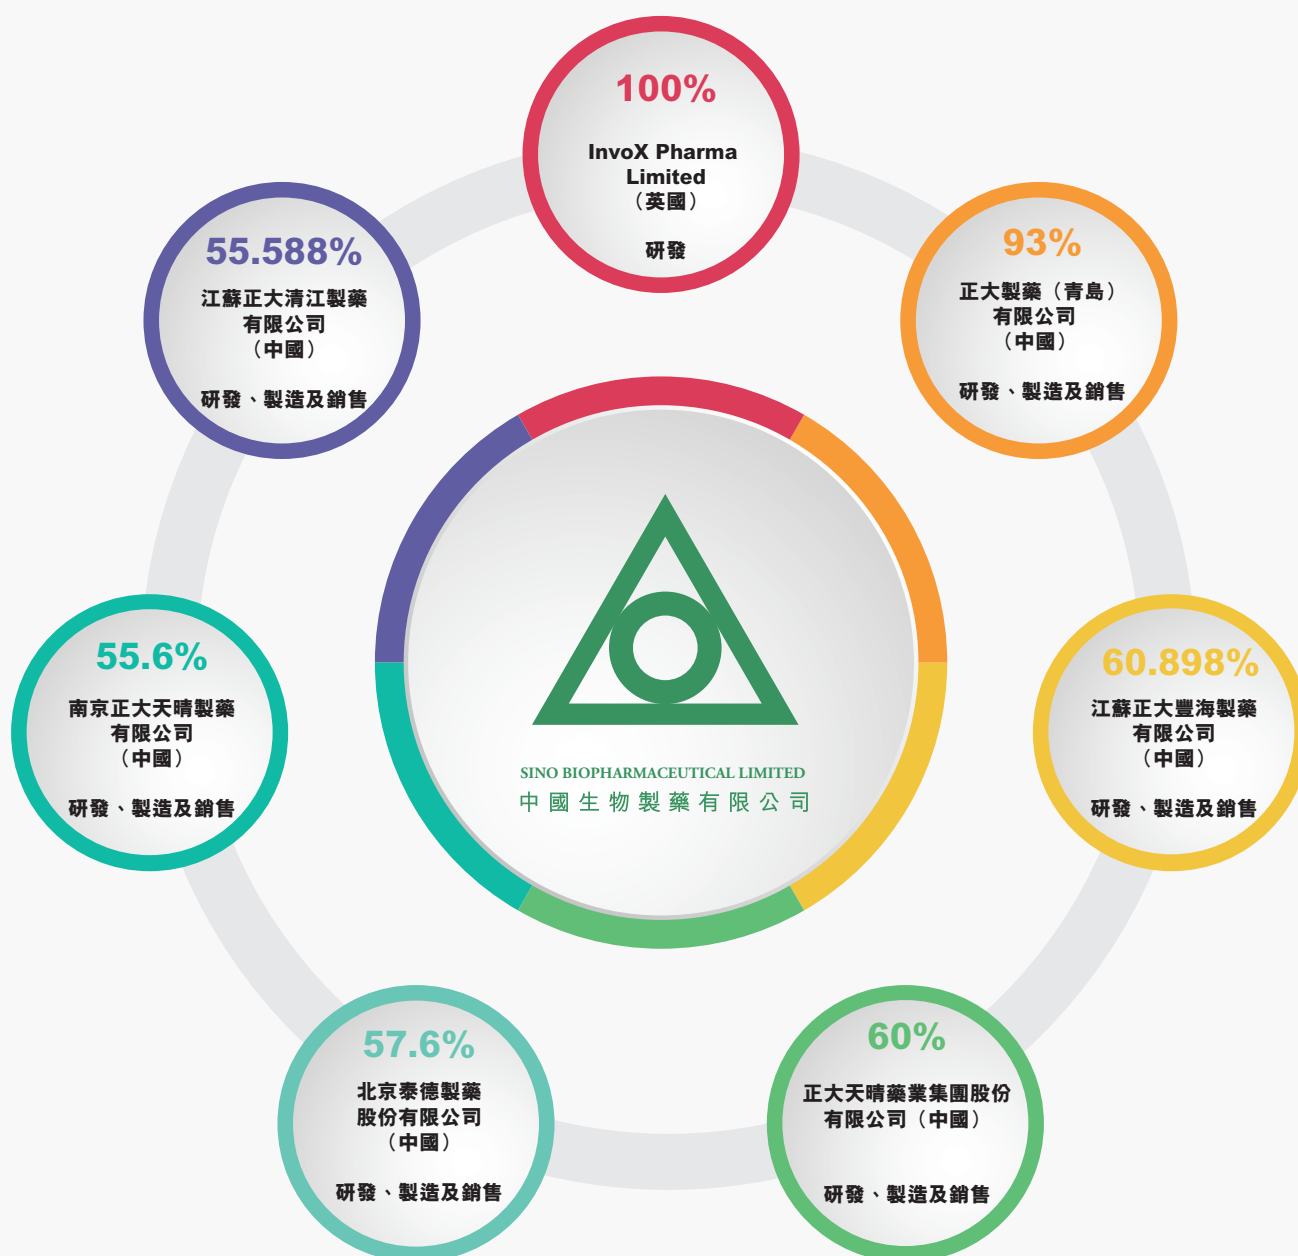 100%
InvoX Pharma
Limited
（英國）
研發
93%
正大製藥（青島）
有限公司
（中國）
研發、製造及銷售
60.898%
江蘇正大豐海製藥
有限公司
（中國）
研發、製造及銷售
60%
正大天晴藥業集團股份
有限公司（中國）
研發、製造及銷售
57.6%
北京泰德製藥
股份有限公司
（中國）
研發、製造及銷售
55.6%
南京正大天晴製藥
有限公司
（中國）
研發、製造及銷售
55.588%
江蘇正大清江製藥
有限公司
（中國）
研發、製造及銷售
SINO BIOPHARMACEUTICAL LIMITED
中國生物製藥有限公司